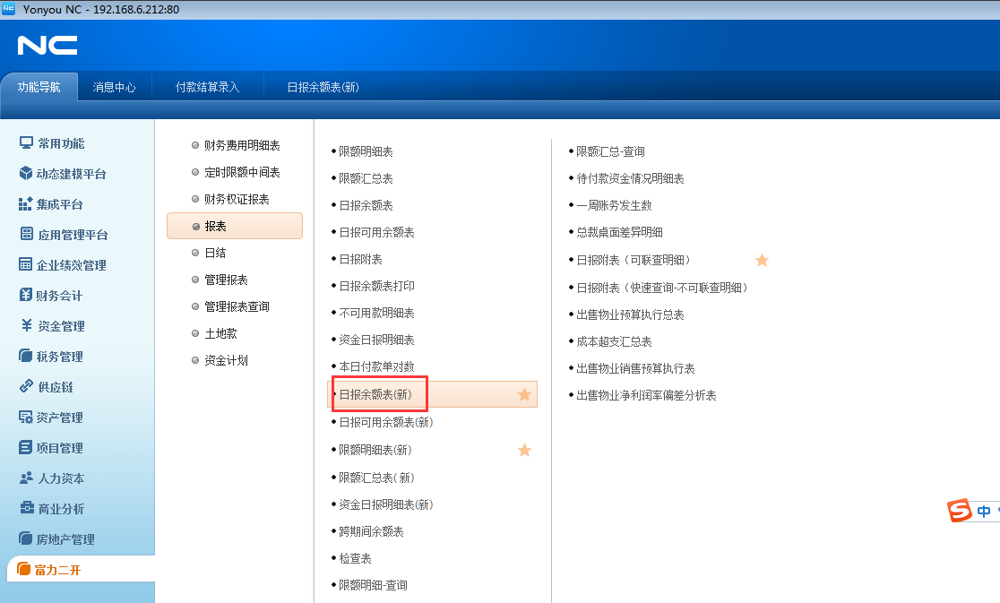 Yonyou NC - 192.168.6.212:80
NC
功能导航
消息中心
付款结算录入
日报余额表(新)
常用功能
动态建模平台
集成平台
应用管理平台
企业绩效管理
财务会计
资金管理
税务管理
供应链
资产管理
项目管理
人力资本
商业分析
房地产管理
富力二开
财务费用明细表
定时限额中间表
财务权证报表
报表
日结
管理报表
管理报表查询
土地款
资金计划
限额明细表
限额汇总表
日报余额表
日报可用余额表
日报附表
日报余额表打印
不可用款明细表
资金日报明细表
本日付款单对数
日报余额表(新)
日报可用余额表(新)
限额明细表(新)
限额汇总表( 新)
资金日报明细表(新)
跨期间余额表
检查表
限额明细-查询
限额汇总-查询
待付款资金情况明细表
一周账务发生数
总裁桌面差异明细
日报附表（可联查明细）
日报附表（快速查询-不可联查明细）
出售物业预算执行总表
成本超支汇总表
出售物业销售预算执行表
出售物业净利润率偏差分析表
中